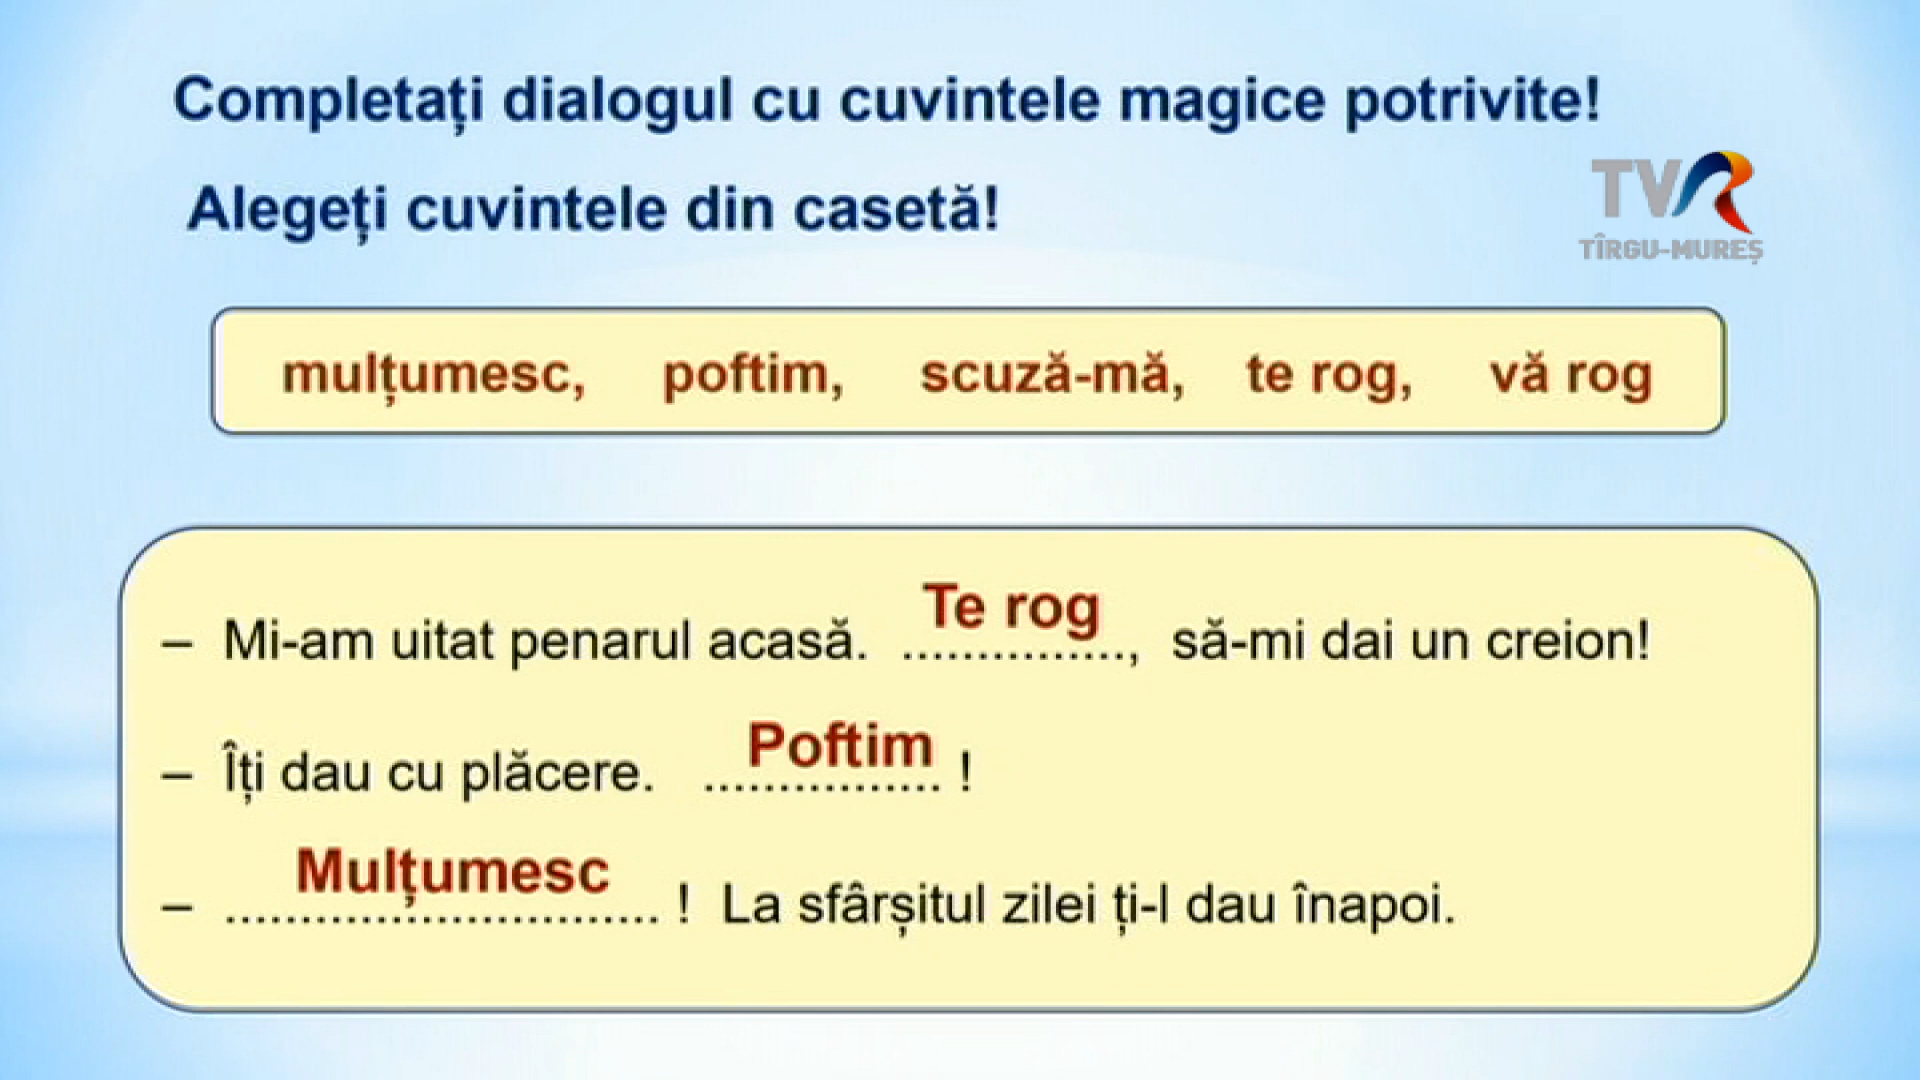 Completați dialogul cu cuvintele magice potrivite!
Alegeți cuvintele din casetă!
TVR
TÎRGU-MUREȘ
mulțumesc, poftim, scuză-mă, te rog, vă rog
– Mi-am uitat penarul acasă. Te rog ..............., să-mi dai un creion!
– Îți dau cu plăcere. Poftim ................ !
– Mulțumesc ............................. ! La sfârșitul zilei ți-l dau înapoi.